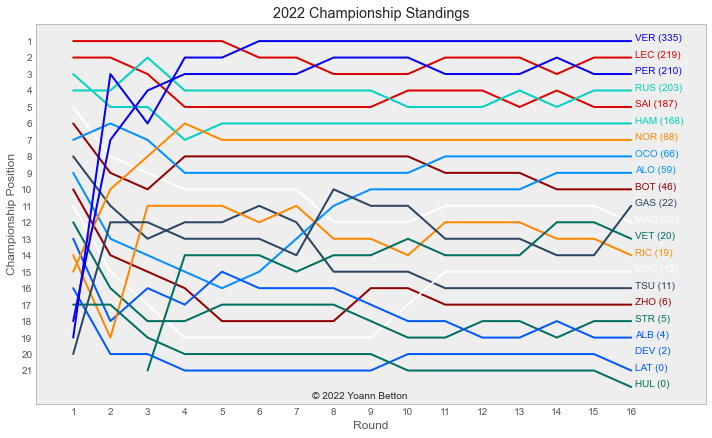 2022 Championship Standings
Championship Position
1
2
3
4
5
6
7
8
9
10
11
12
13
14
15
16
17
18
19
20
21
VER (335)
LEC (219)
PER (210)
RUS (203)
SAI (187)
HAM (168)
NOR (88)
OCO (66)
ALO (59)
BOT (46)
GAS (22)
MAG (22)
VET (20)
RIC (19)
MSC (12)
TSU (11)
ZHO (6)
STR (5)
ALB (4)
DEV (2)
LAT (0)
HUL (0)
© 2022 Yoann Betton
1 2 3 4 5 6 7 8 9 10 11 12 13 14 15 16
Round